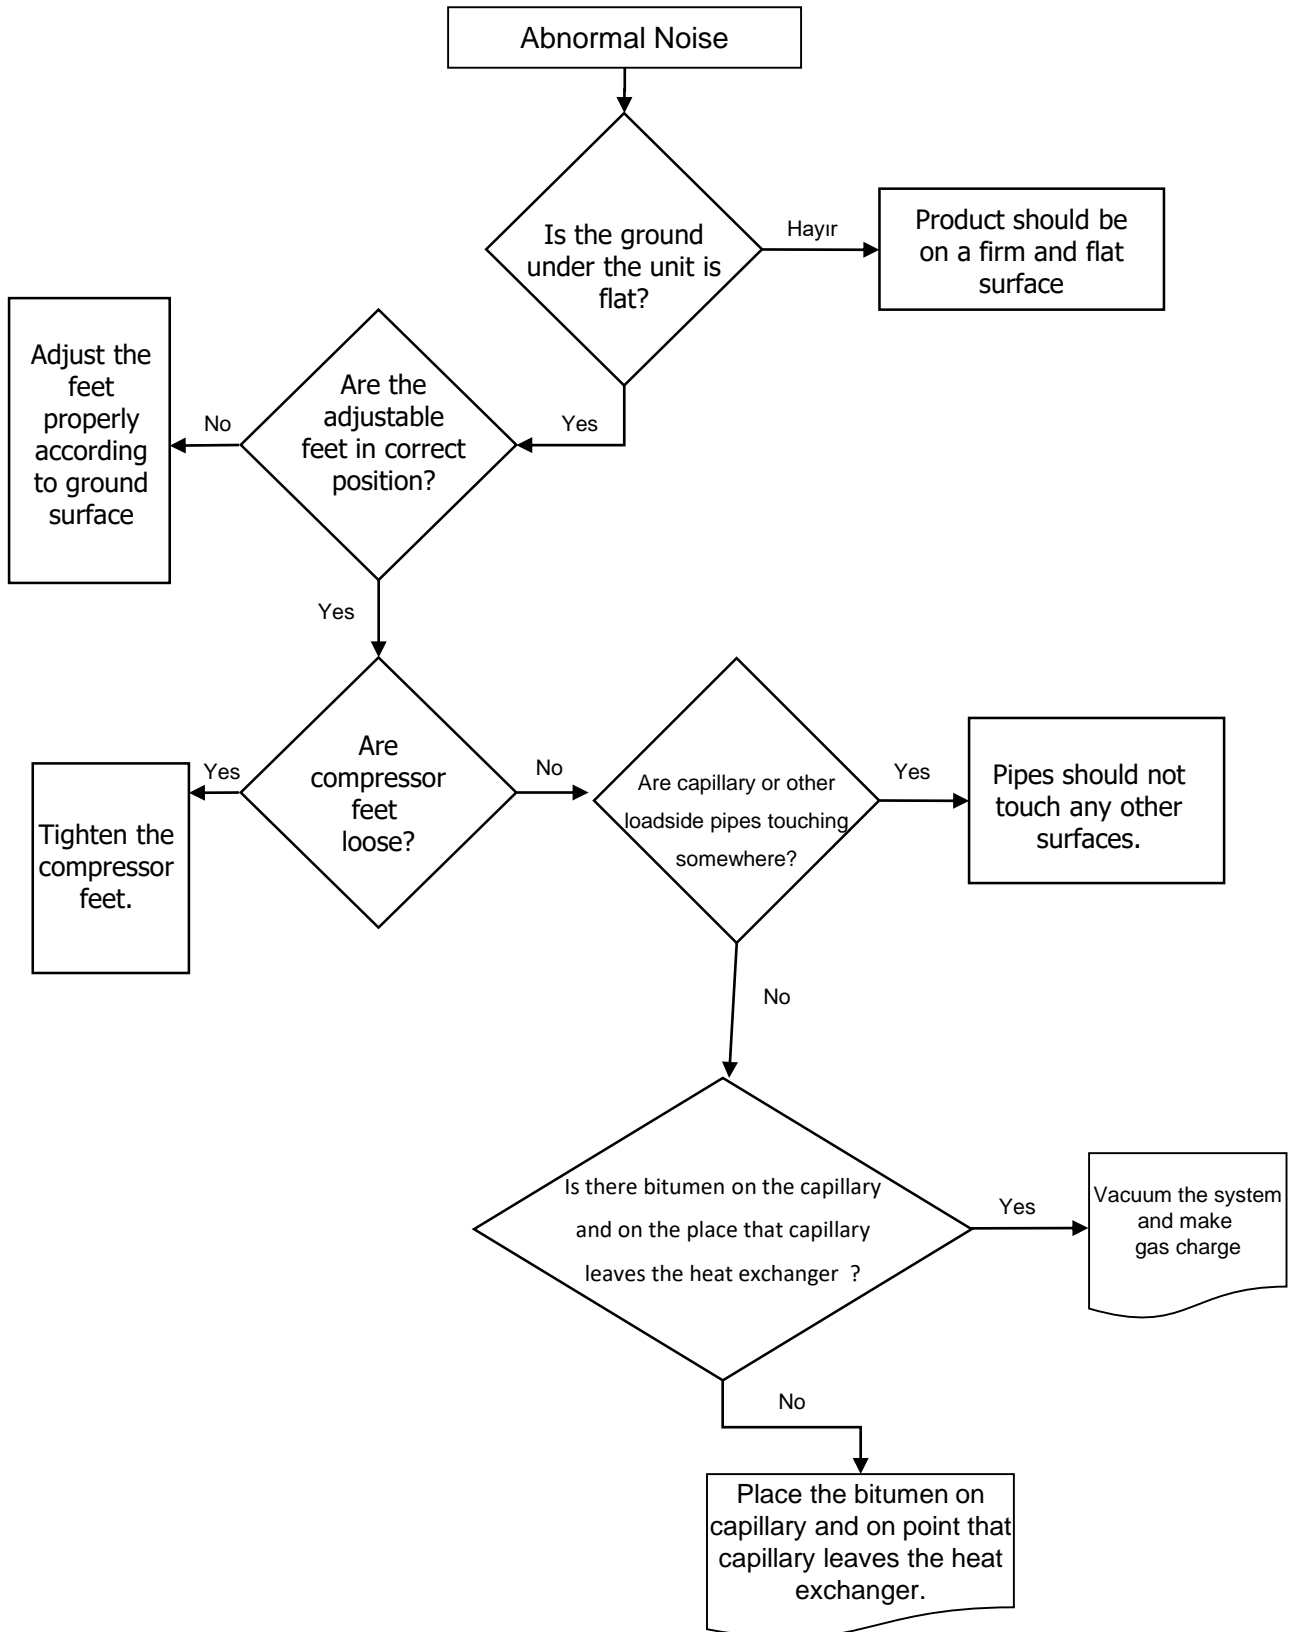 Abnormal Noise
Is the ground
under the unit is
flat?
Hayır
Product should be
on a firm and flat
surface
Yes
Are the
adjustable
feet in correct
position?
No
Adjust the
feet
properly
according
to ground
surface
Yes
Are
compressor
feet
loose?
Yes
Tighten the
compressor
feet.
No
Are capillary or other
loadside pipes touching
somewhere?
Yes
Pipes should not
touch any other
surfaces.
No
Is there bitumen on the capillary
and on the place that capillary
leaves the heat exchanger ?
Yes
Vacuum the system
and make
gas charge
No
Place the bitumen on
capillary and on point that
capillary leaves the heat
exchanger.